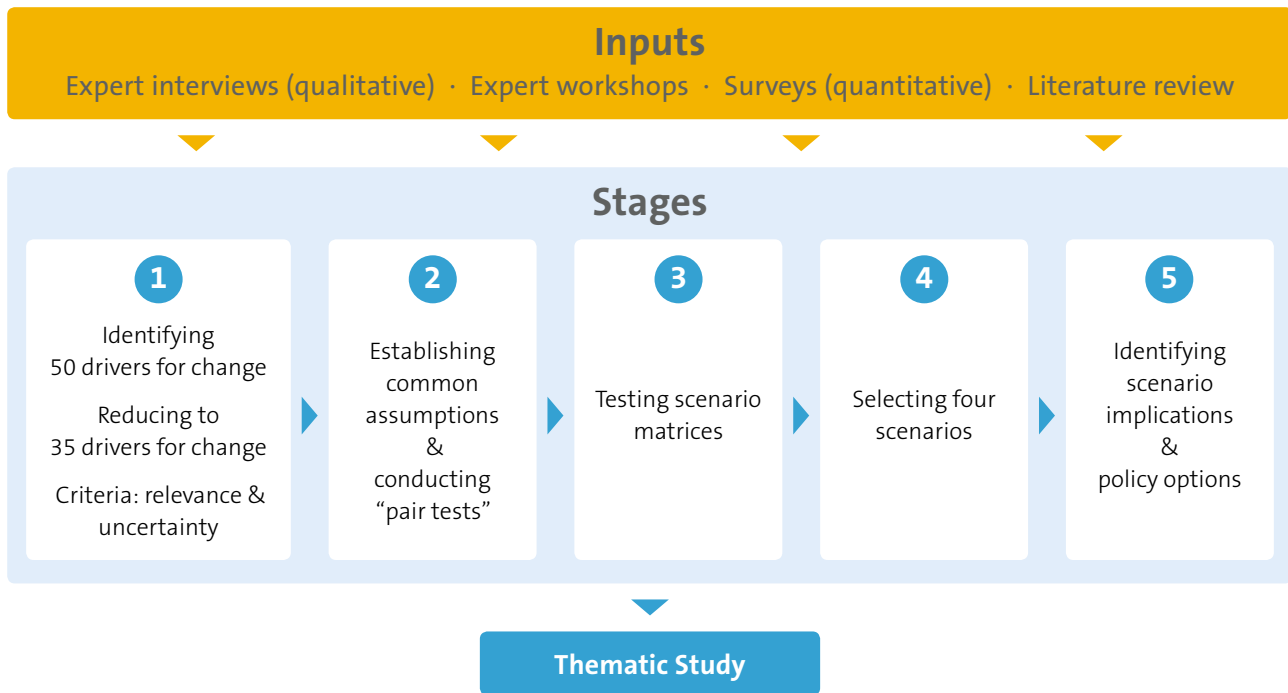 Inputs
Expert interviews (qualitative) · Expert workshops · Surveys (quantitative) · Literature review
Stages
1
Identifying
50 drivers for change
Reducing to
35 drivers for change
Criteria: relevance &
uncertainty
2
Establishing
common
assumptions
&
conducting
“pair tests”
3
Testing scenario
matrices
4
Selecting four
scenarios
5
Identifying
scenario
implications
&
policy options
Thematic Study